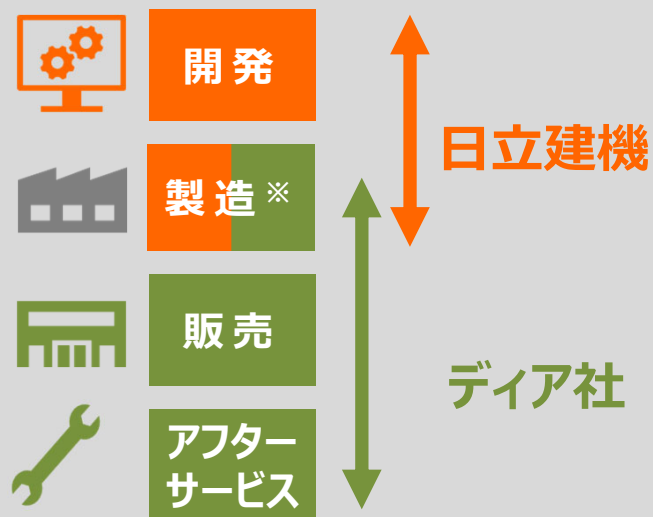 開発
日立建機
製造※
販売
ディア社
アフター
サービス